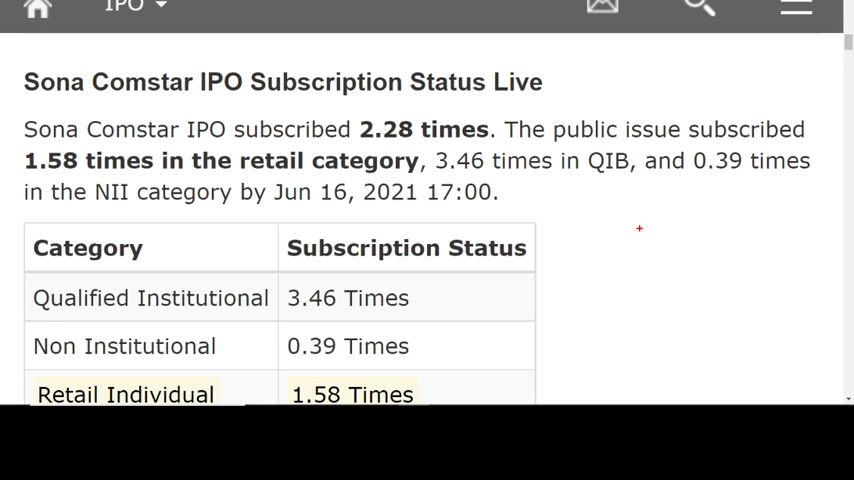 IPO
Sona Comstar IPO Subscription Status Live
Sona Comstar IPO subscribed 2.28 times. The public issue subscribed
1.58 times in the retail category, 3.46 times in QIB, and 0.39 times
in the NII category by Jun 16, 2021 17:00.
Category Subscription Status
Qualified Institutional 3.46 Times
Non Institutional 0.39 Times
Retail Individual 1.58 Times